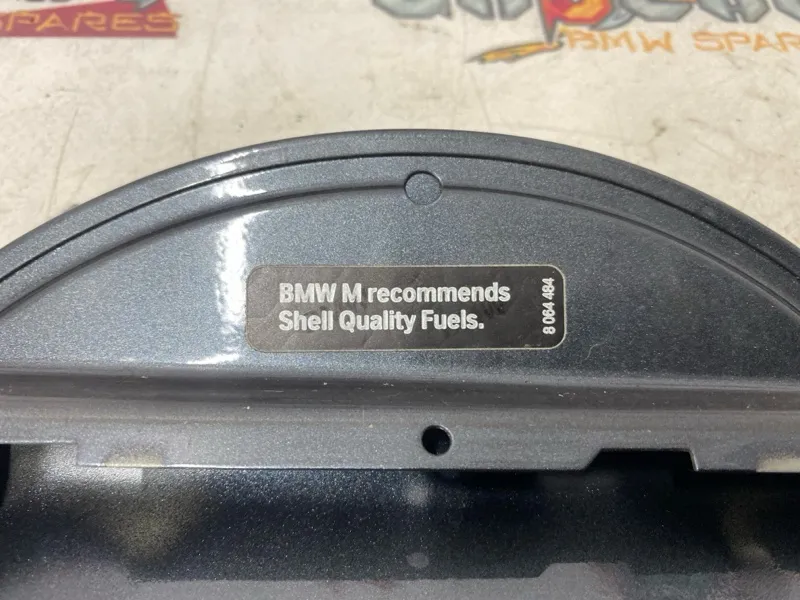 SPARES
BMW SPARES
BMW M recommends
Shell Quality Fuels.
8 064 484